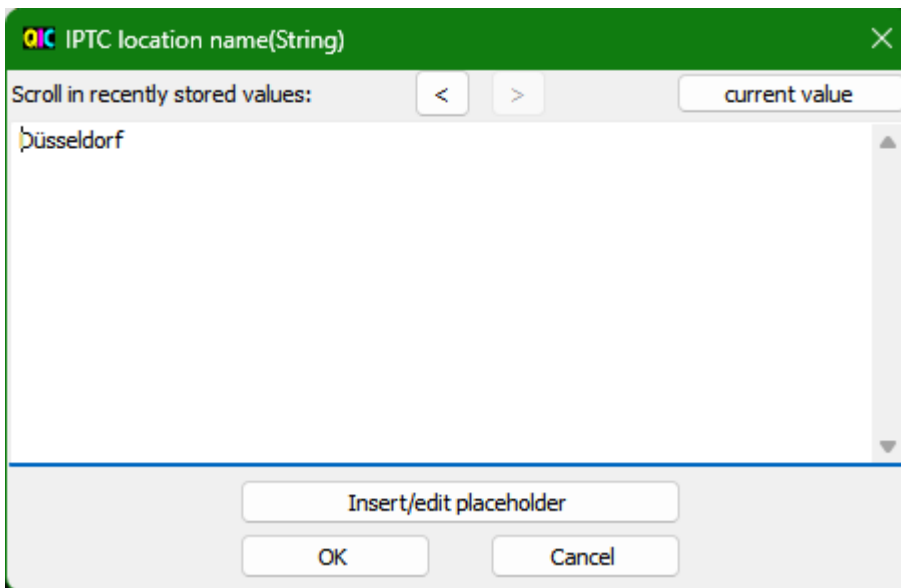 QIC IPTC location name(String)
Scroll in recently stored values: < > current value
Düsseldorf
Insert/edit placeholder
OK Cancel